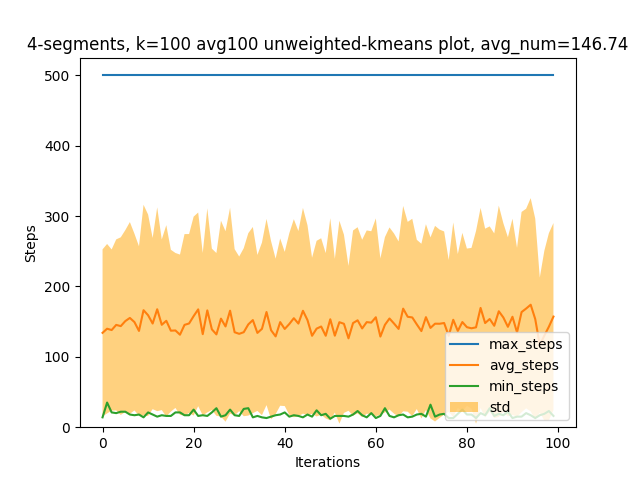 4-segments, k=100 avg100 unweighted-kmeans plot, avg_num=146.74
500
400
300
200
100
0
Steps
max_steps
avg_steps
min_steps
std
0 20 40 60 80 100
Iterations